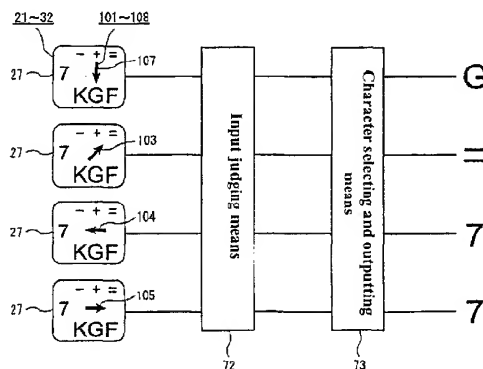 21~32
101~108
- + =
107
27
7
KGF
G
- + =
103
27
7
KGF
=
- + =
104
27
7
KGF
7
- + =
105
27
7
KGF
7
Input judging means
Character selecting and outputting means
72
73